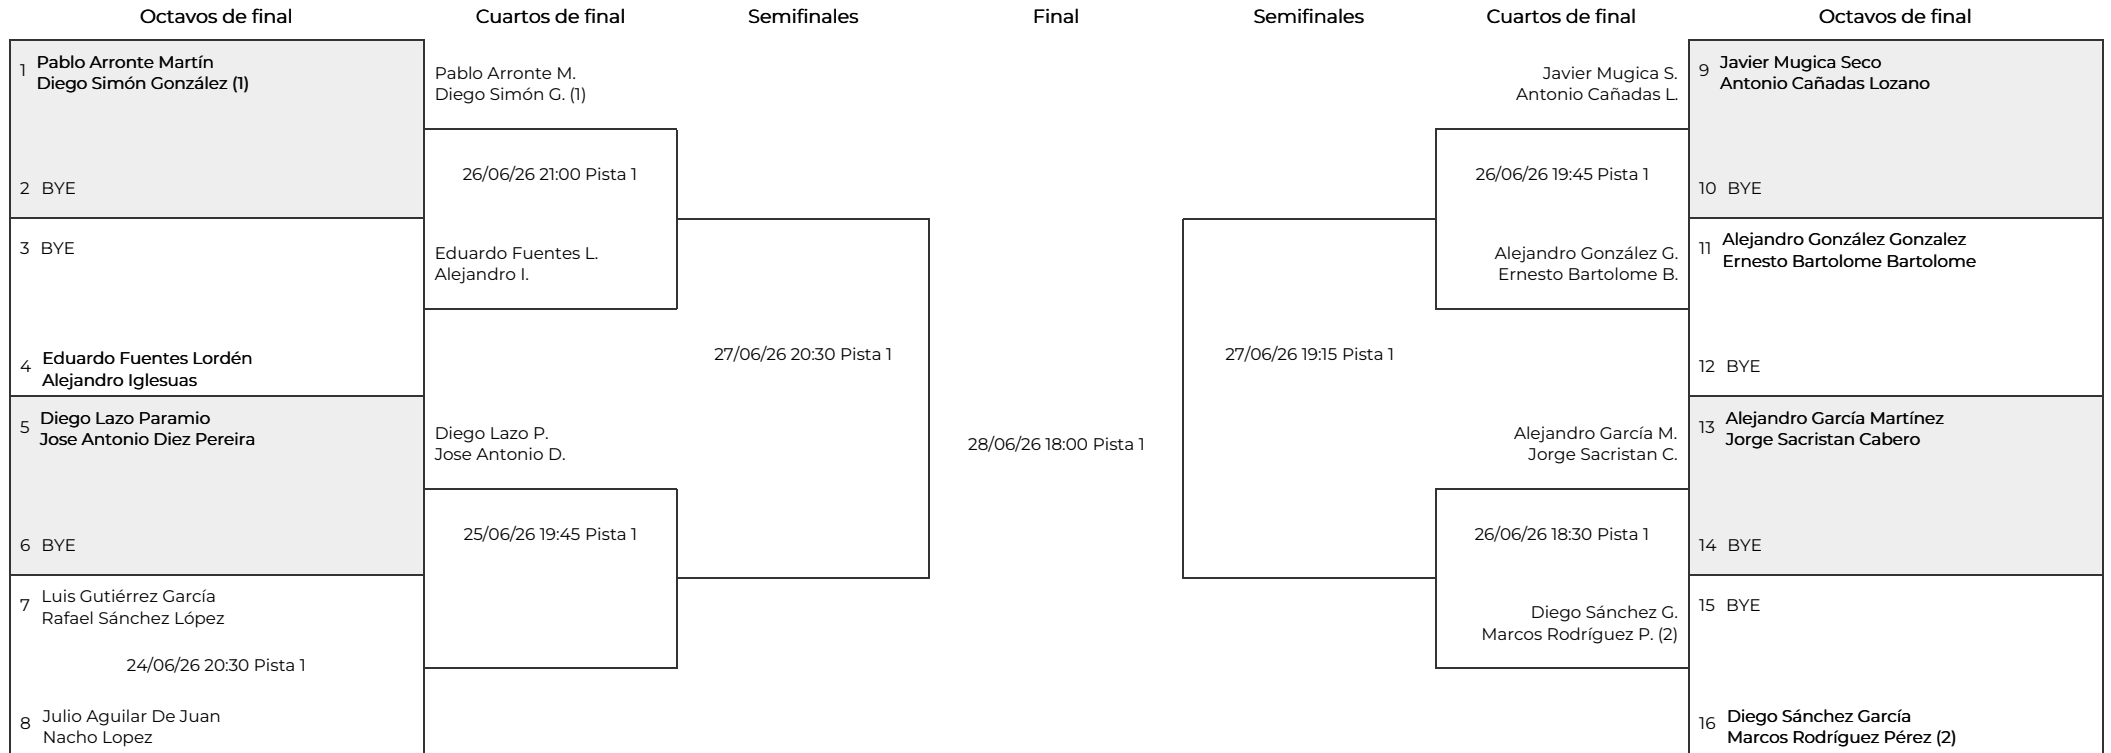 Octavos de final
Cuartos de final
Semifinales
Final
Semifinales
Cuartos de final
Octavos de final
1
Pablo Arronte Martín
Diego Simón González (1)
2 BYE
3 BYE
4
Eduardo Fuentes Lordén
Alejandro Iglesuas
5
Diego Lazo Paramio
Jose Antonio Diez Pereira
6 BYE
7
Luis Gutiérrez García
Rafael Sánchez López
24/06/26 20:30 Pista 1
8
Julio Aguilar De Juan
Nacho Lopez
Pablo Arronte M.
Diego Simón G. (1)
26/06/26 21:00 Pista 1
Eduardo Fuentes L.
Alejandro I.
Diego Lazo P.
Jose Antonio D.
25/06/26 19:45 Pista 1
27/06/26 20:30 Pista 1
28/06/26 18:00 Pista 1
27/06/26 19:15 Pista 1
Javier Mugica S.
Antonio Cañadas L.
26/06/26 19:45 Pista 1
Alejandro González G.
Ernesto Bartolome B.
Alejandro García M.
Jorge Sacristan C.
26/06/26 18:30 Pista 1
Diego Sánchez G.
Marcos Rodríguez P. (2)
9
Javier Mugica Seco
Antonio Cañadas Lozano
10 BYE
11
Alejandro González Gonzalez
Ernesto Bartolome Bartolome
12 BYE
13
Alejandro García Martínez
Jorge Sacristan Cabero
14 BYE
15 BYE
16
Diego Sánchez García
Marcos Rodríguez Pérez (2)